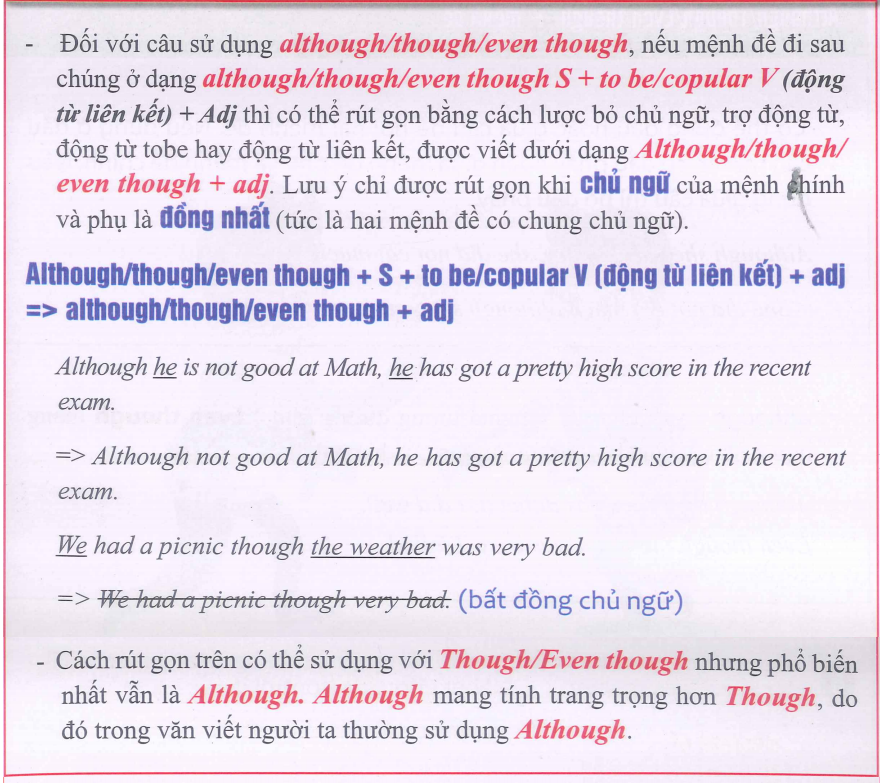 - Đối với câu sử dụng although/though/even though, nếu mệnh đề đi sau
chúng ở dạng although/though/even though S + to be/copular V (động
từ liên kết) + Adj thì có thể rút gọn bằng cách lược bỏ chủ ngữ, trợ động từ,
động từ tobe hay động từ liên kết, được viết dưới dạng Although/though/
even though + adj. Lưu ý chỉ được rút gọn khi chủ ngữ của mệnh chính
và phụ là đồng nhất (tức là hai mệnh đề có chung chủ ngữ).
Although/though/even though + S + to be/copular V (động từ liên kết) + adj
=> although/though/even though + adj
Although he is not good at Math, he has got a pretty high score in the recent
exam.
=> Although not good at Math, he has got a pretty high score in the recent
exam.
We had a picnic though the weather was very bad.
=> We had a picnic though very bad. (bất đồng chủ ngữ)
- Cách rút gọn trên có thể sử dụng với Though/Even though nhưng phổ biến
nhất vẫn là Although. Although mang tính trang trọng hơn Though, do
đó trong văn viết người ta thường sử dụng Although.